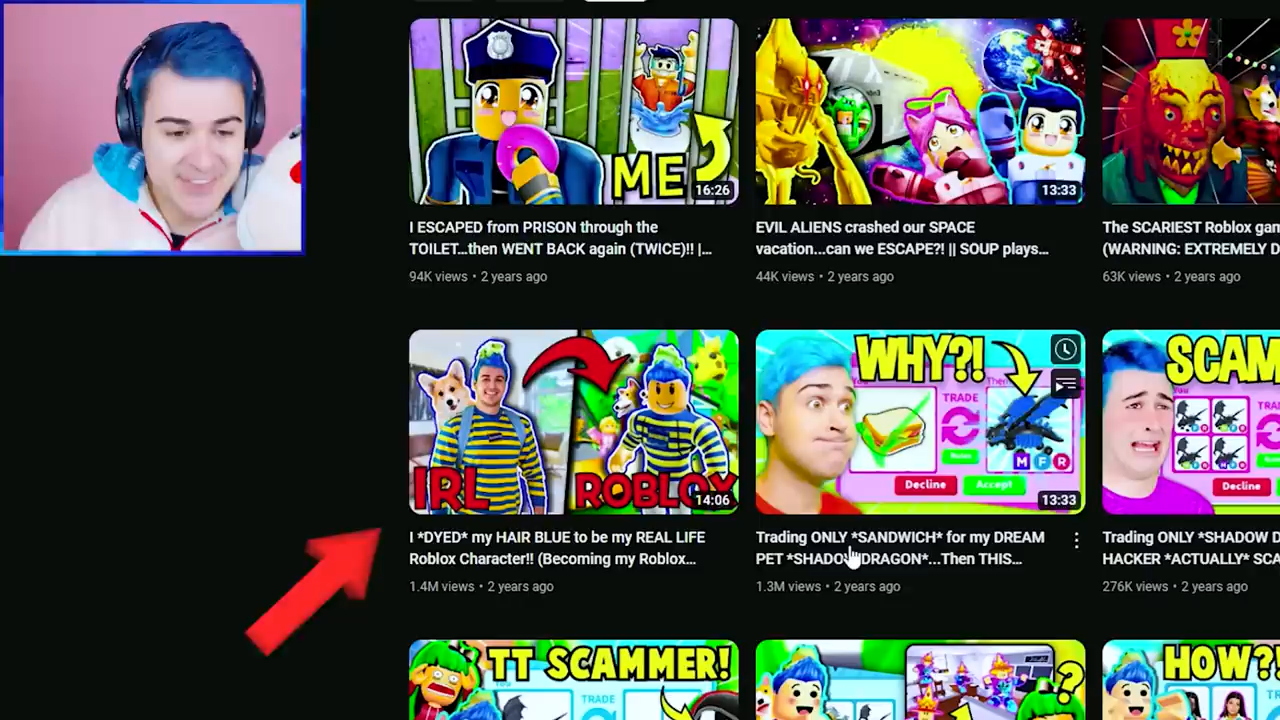 ME
16:26
13:33
I ESCAPED from PRISON through the
TOILET...then WENT BACK again (TWICE)!! |...
94K views • 2 years ago
EVIL ALIENS crashed our SPACE
vacation...can we ESCAPE?! || SOUP plays...
44K views • 2 years ago
The SCARIEST Roblox gam
(WARNING: EXTREMELY D
63K views • 2 years ago
IRL
ROBLOX
14:06
WHY?!
TRADE
M F R
Decline
Accept
13:33
SCAM
You
TRA
Decline
I *DYED* my HAIR BLUE to be my REAL LIFE
Roblox Character!! (Becoming my Roblox...
1.4M views • 2 years ago
Trading ONLY *SANDWICH* for my DREAM
PET *SHADOW DRAGON*...Then THIS...
1.3M views • 2 years ago
Trading ONLY *SHADOW D
HACKER *ACTUALLY* SCA
276K views • 2 years ago
TT SCAMMER!
TRADE
?
HOW?!
TR